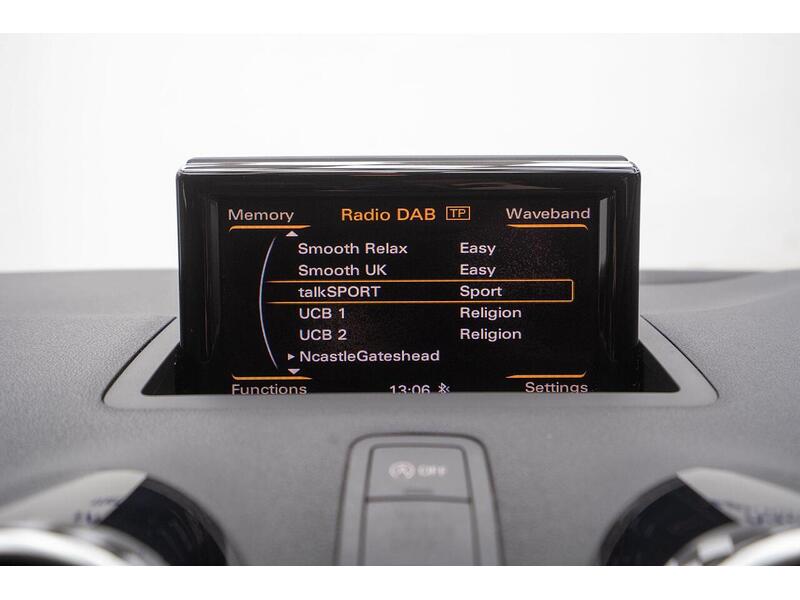 Memory Radio DAB TP Waveband
Smooth Relax Easy
Smooth UK Easy
talkSPORT Sport
UCB 1 Religion
UCB 2 Religion
NcastleGateshead
Functions 13:06 Settings
OFF